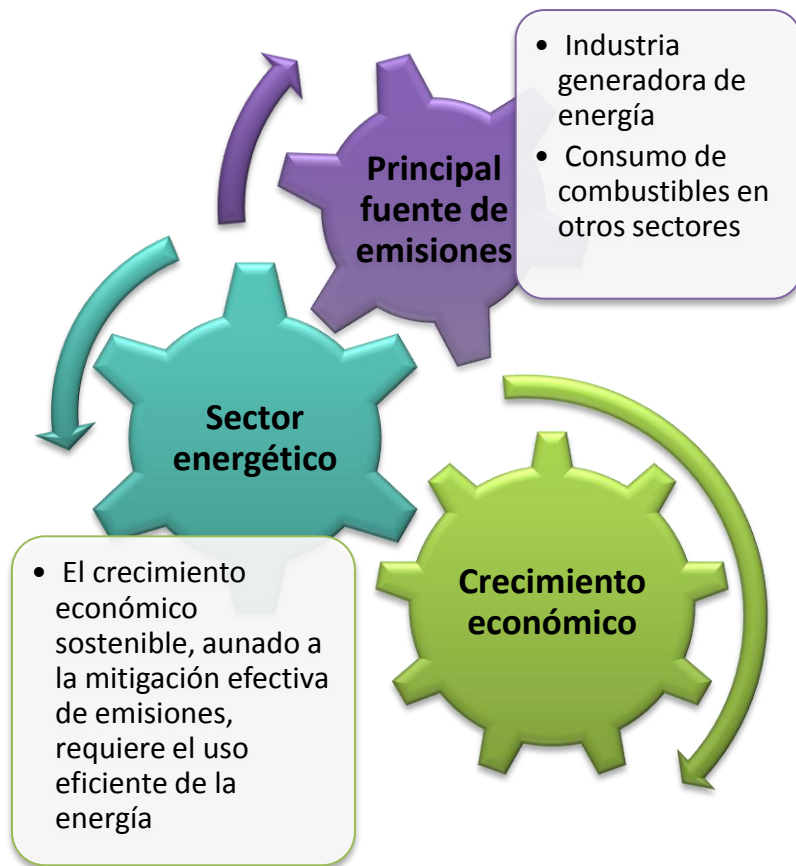 • Industria
generadora de
energía
• Consumo de
combustibles en
otros sectores
Principal
fuente de
emisiones
Sector
energético
• El crecimiento
económico
sostenible, aunado a
la mitigación efectiva
de emisiones,
requiere el uso
eficiente de la
energía
Crecimiento
económico